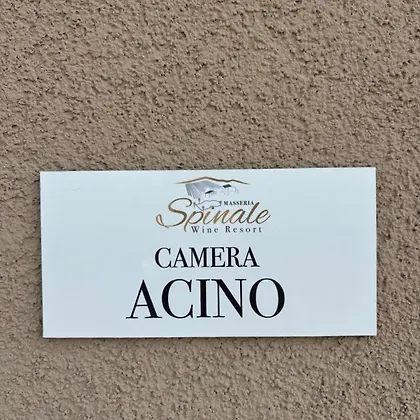 MASSERIA
Spinale
Wine Resort
CAMERA
ACINO